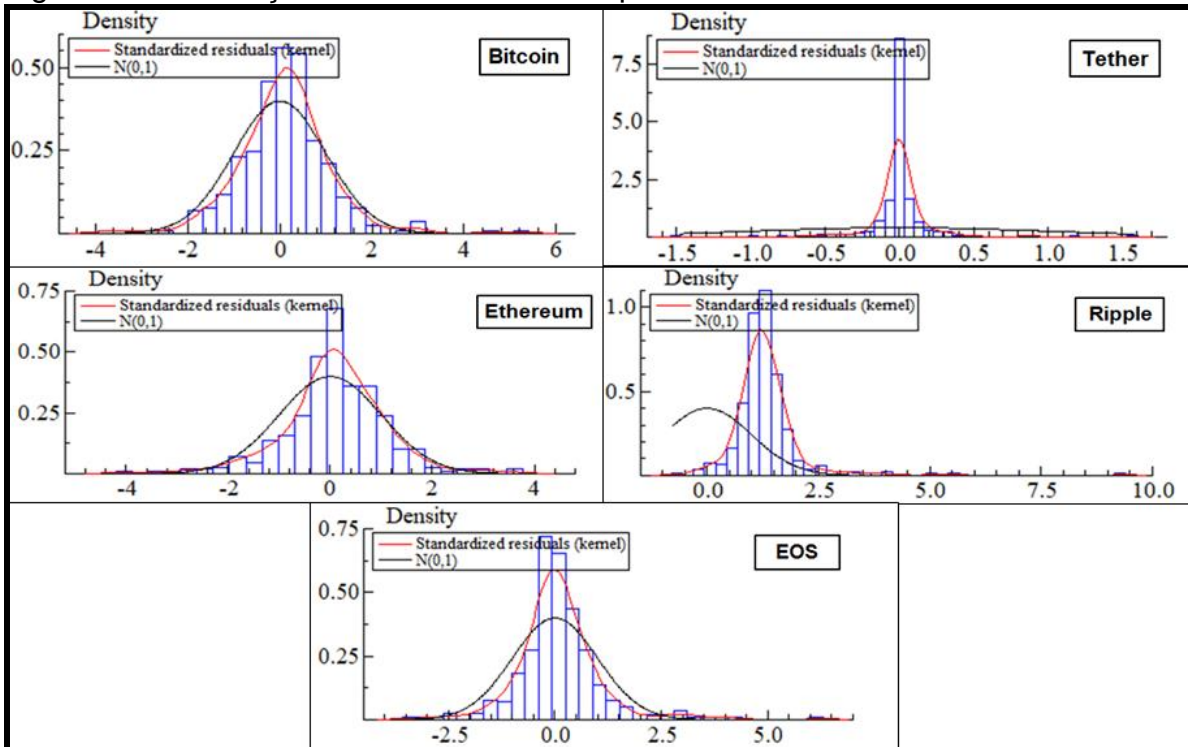 Density
Standardized residuals (kernel)
N(0,1)
Bitcoin
0.50
0.25
-4 -2 0 2 4 6
Density
Standardized residuals (kernel)
N(0,1)
Tether
7.5
5.0
2.5
-1.5 -1.0 -0.5 0.0 0.5 1.0 1.5
Density
Standardized residuals (kernel)
N(0,1)
Ethereum
0.75
0.50
0.25
-4 -2 0 2 4
Density
Standardized residuals (kernel)
N(0,1)
Ripple
1.0
0.5
0.0 2.5 5.0 7.5 10.0
Density
Standardized residuals (kernel)
N(0,1)
EOS
0.75
0.50
0.25
-2.5 0.0 2.5 5.0